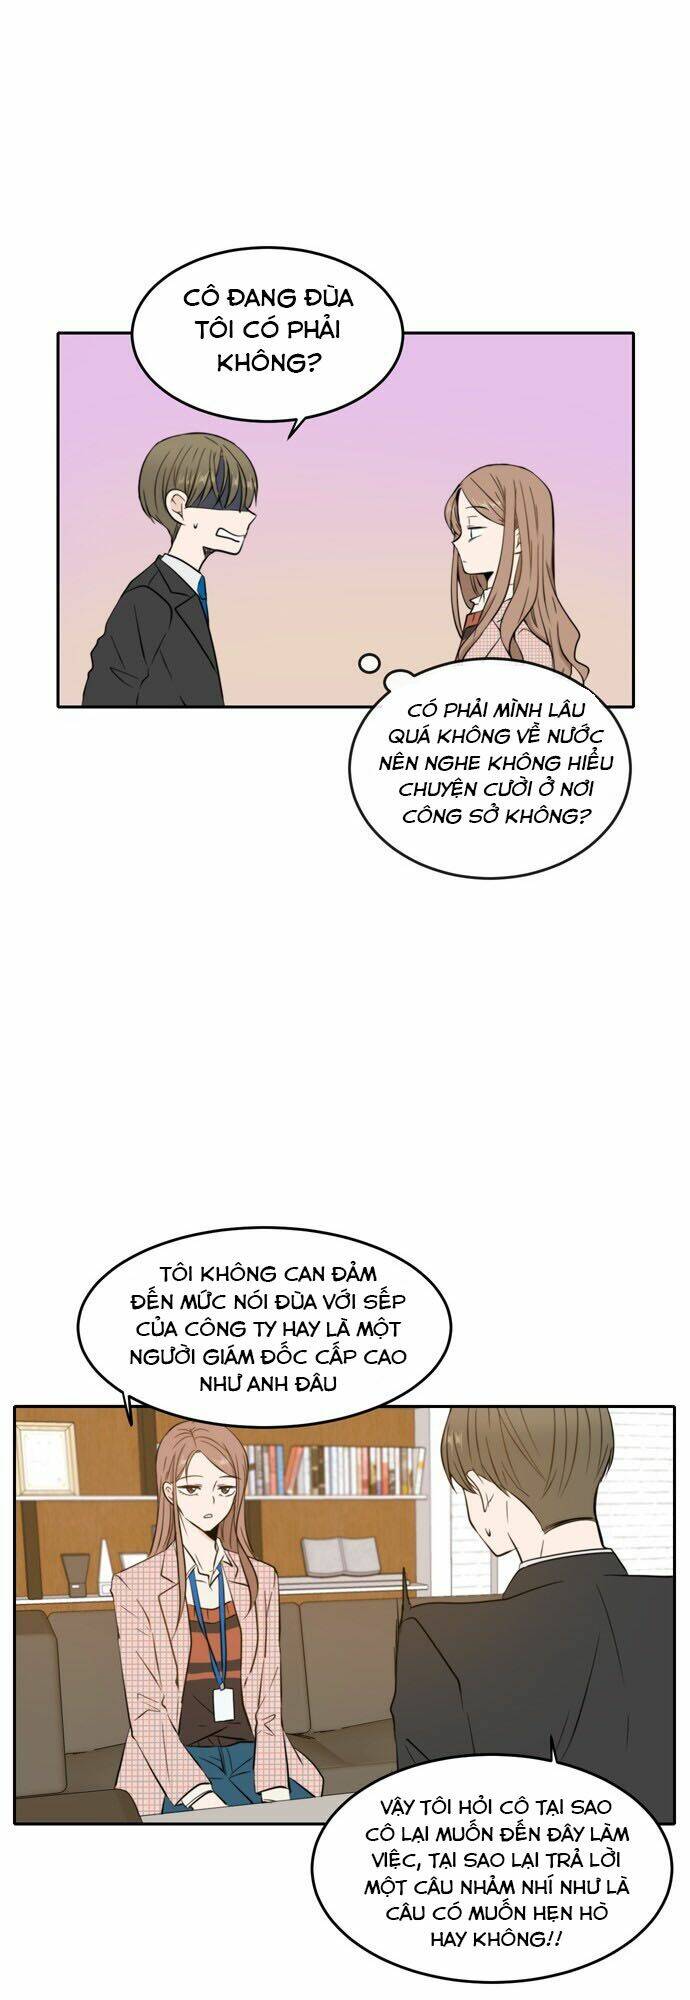 CÔ ĐANG ĐÙA
TÔI CÓ PHẢI
KHÔNG?
CÓ PHẢI MÌNH LÂU
QUÁ KHÔNG VỀ NƯỚC
NÊN NGHE KHÔNG HIỂU
CHUYỆN CƯỜI Ở NƠI
CÔNG SỞ KHÔNG?
TÔI KHÔNG CAN ĐẢM
ĐẾN MỨC NÓI ĐÙA VỚI SẾP
CỦA CÔNG TY HAY LÀ MỘT
NGƯỜI GIÁM ĐỐC CẤP CAO
NHƯ ANH ĐÂU
VẬY TÔI HỎI CÔ TẠI SAO
CÔ LẠI MUỐN ĐẾN ĐÂY LÀM
VIỆC, TẠI SAO LẠI TRẢ LỜI
MỘT CÂU NHẢM NHÍ NHƯ LÀ
CÂU CÓ MUỐN HẸN HÒ
HAY KHÔNG!!